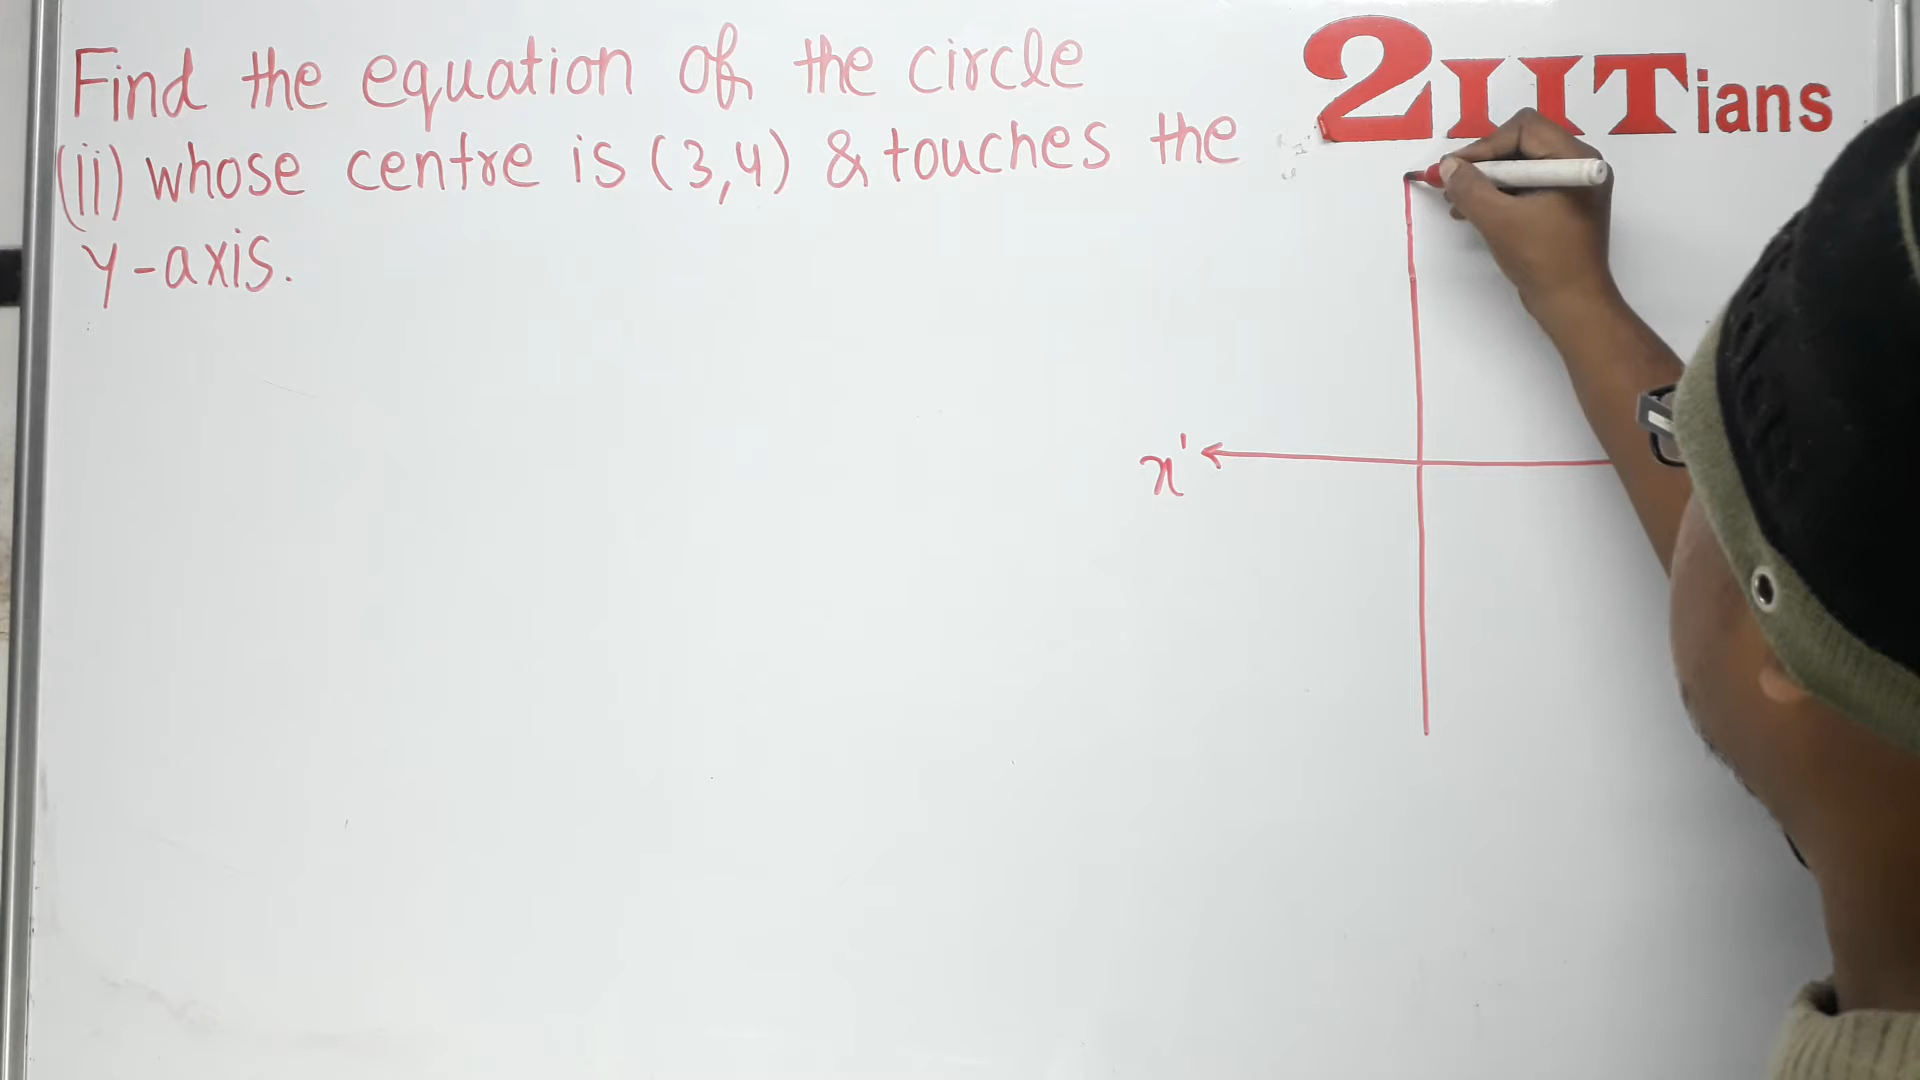 Find the equation of the circle
(ii) whose centre is (3,4) & touches the
y-axis.
2IITians
x'